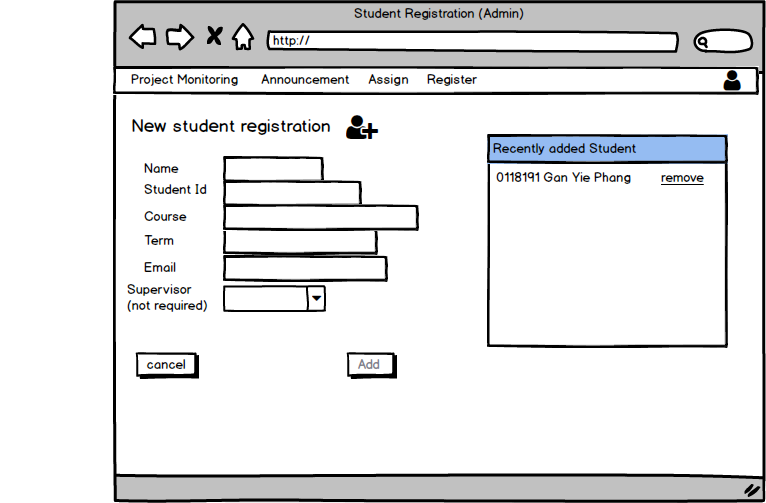 Student Registration (Admin)
http://
Project Monitoring Announcement Assign Register
New student registration
Name
Student Id
Course
Term
Email
Supervisor
(not required)
cancel
Add
Recently added Student
0118191 Gan Yie Phang remove